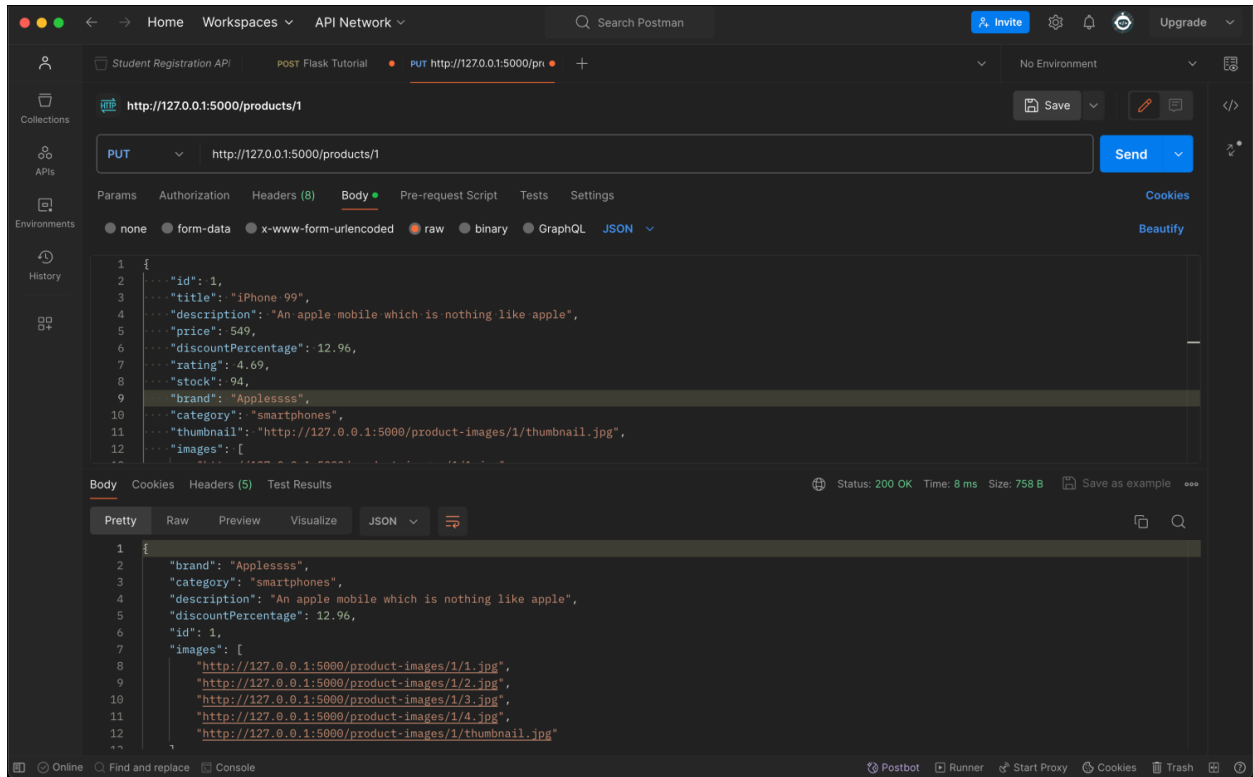 Home Workspaces API Network Search Postman Invite Upgrade
Student Registration API POST Flask Tutorial PUT http://127.0.0.1:5000/pro No Environment
http://127.0.0.1:5000/products/1 Save
Collections
PUT http://127.0.0.1:5000/products/1 Send
APIs
Params Authorization Headers (8) Body Pre-request Script Tests Settings Cookies
Environments
none form-data x-www-form-urlencoded raw binary GraphQL JSON Beautify
History
1 {
2 "id": 1,
3 "title": "iPhone 99",
4 "description": "An apple mobile which is nothing like apple",
5 "price": 549,
6 "discountPercentage": 12.96,
7 "rating": 4.69,
8 "stock": 94,
9 "brand": "Applessss",
10 "category": "smartphones",
11 "thumbnail": "http://127.0.0.1:5000/product-images/1/thumbnail.jpg",
12 "images": [
Body Cookies Headers (5) Test Results Status: 200 OK Time: 8 ms Size: 758 B Save as example
Pretty Raw Preview Visualize JSON
1 {
2 "brand": "Applessss",
3 "category": "smartphones",
4 "description": "An apple mobile which is nothing like apple",
5 "discountPercentage": 12.96,
6 "id": 1,
7 "images": [
8 "http://127.0.0.1:5000/product-images/1/1.jpg",
9 "http://127.0.0.1:5000/product-images/1/2.jpg",
10 "http://127.0.0.1:5000/product-images/1/3.jpg",
11 "http://127.0.0.1:5000/product-images/1/4.jpg",
12 "http://127.0.0.1:5000/product-images/1/thumbnail.jpg"
Online Find and replace Console Postbot Runner Start Proxy Cookies Trash